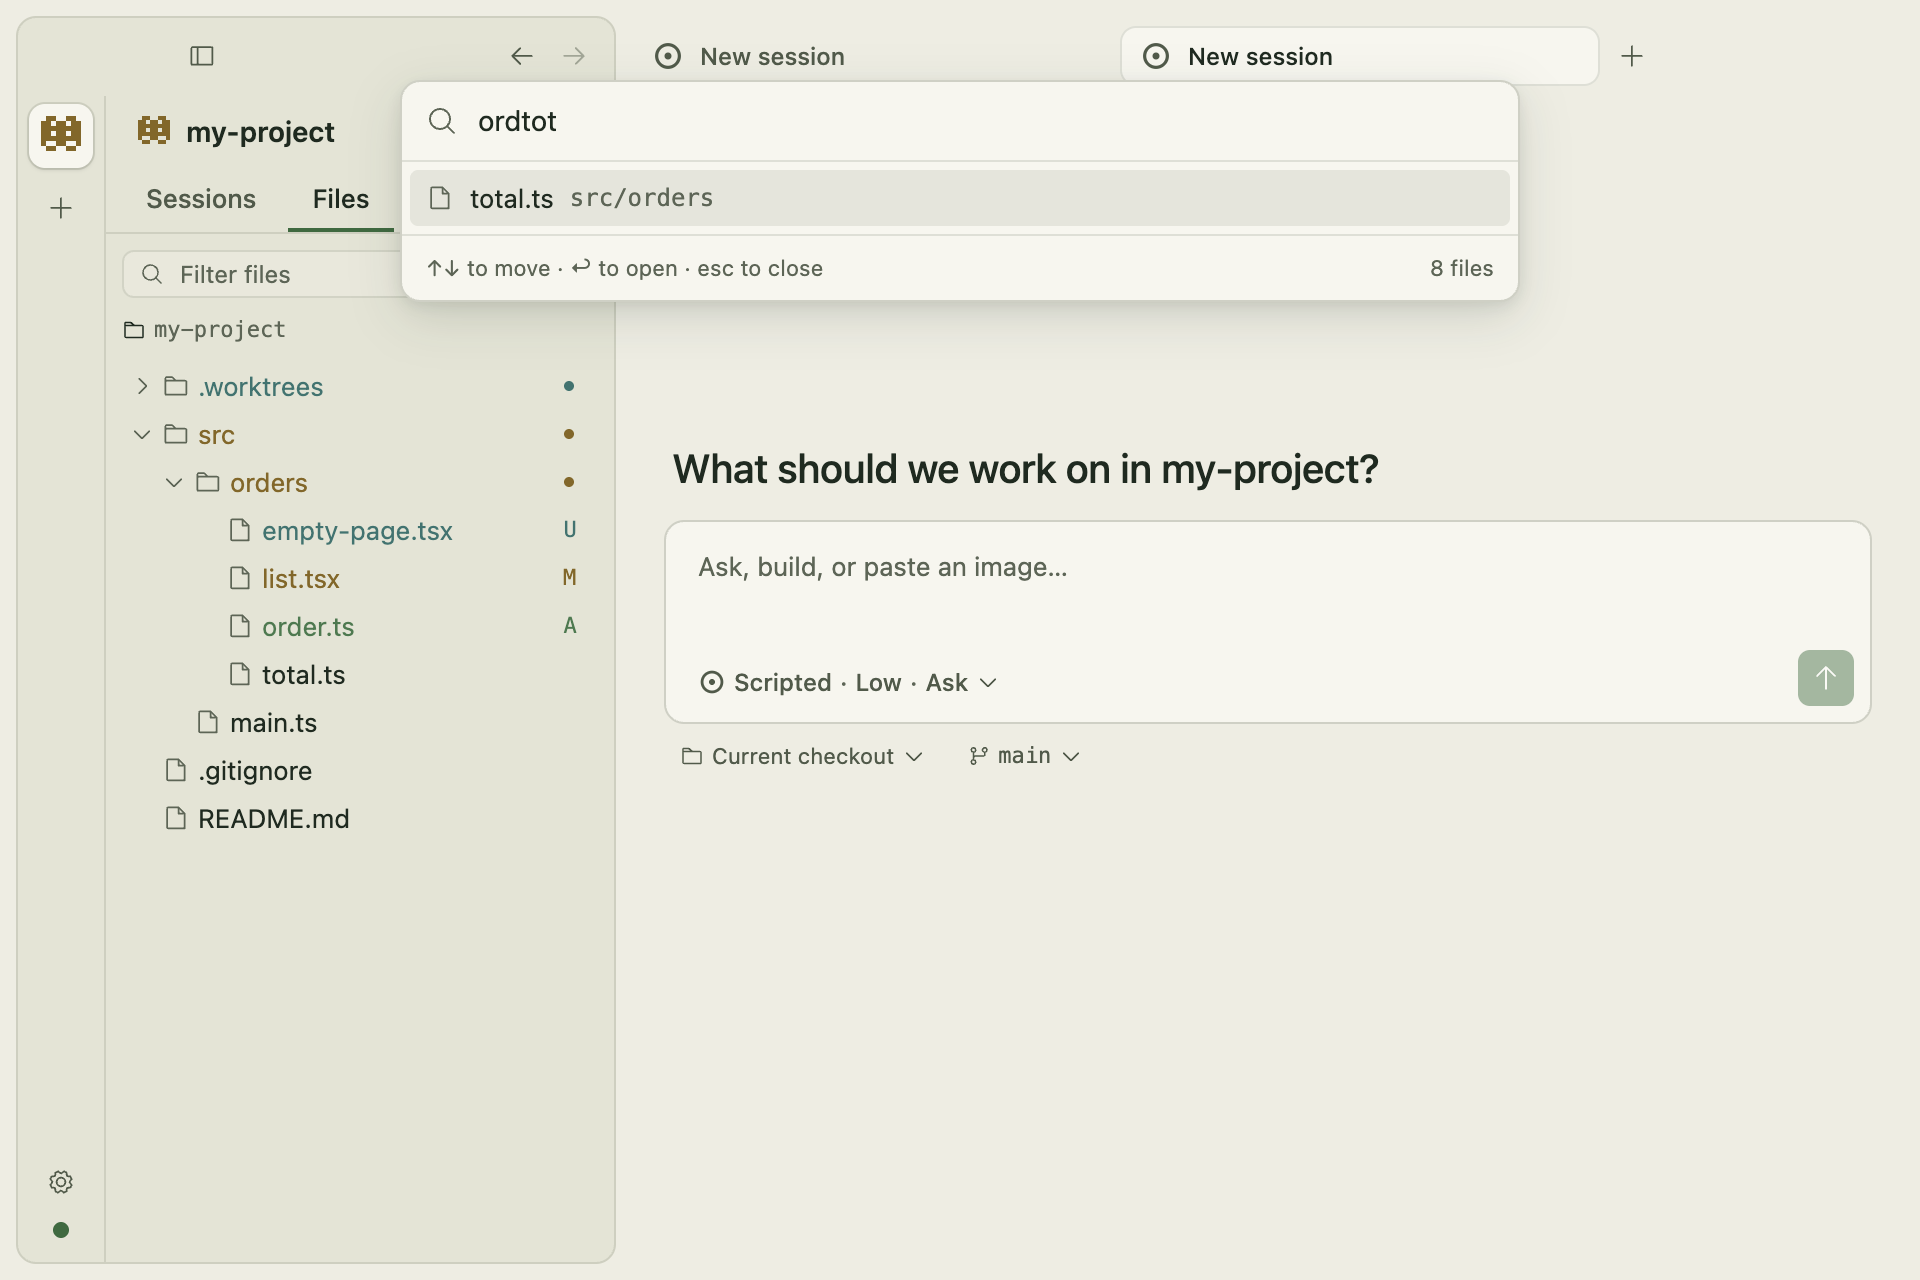 New session
New session
ordtot
my-project
total.ts src/orders
Sessions Files
↑↓ to move · ↵ to open · esc to close 8 files
Filter files
my-project
.worktrees
src
orders
empty-page.tsx U
list.tsx M
order.ts A
total.ts
main.ts
.gitignore
README.md
What should we work on in my-project?
Ask, build, or paste an image...
Scripted · Low · Ask
Current checkout main